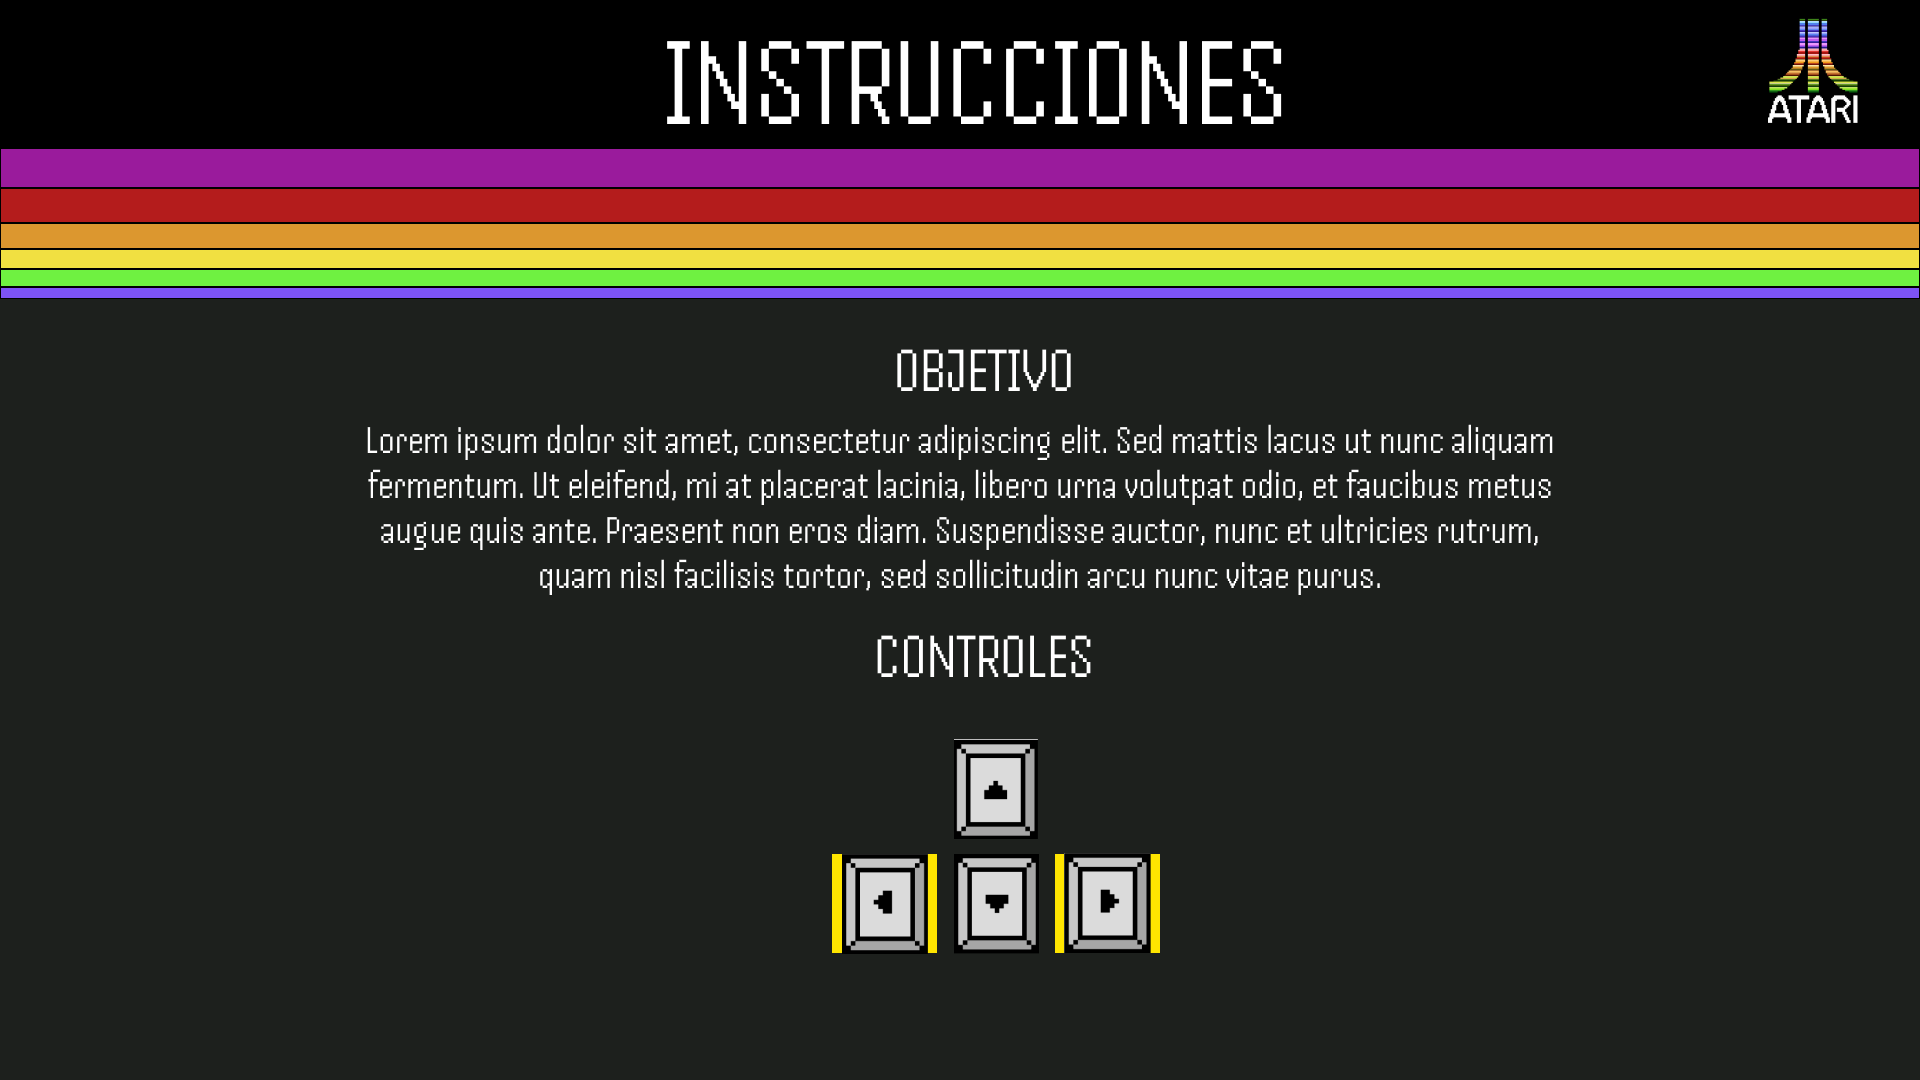 INSTRUCCIONES
ATARI
OBJETIVO
Lorem ipsum dolor sit amet, consectetur adipiscing elit. Sed mattis lacus ut nunc aliquam
fermentum. Ut eleifend, mi at placerat lacinia, libero urna volutpat odio, et faucibus metus
augue quis ante. Praesent non eros diam. Suspendisse auctor, nunc et ultricies rutrum,
quam nisl facilisis tortor, sed sollicitudin arcu nunc vitae purus.
CONTROLES